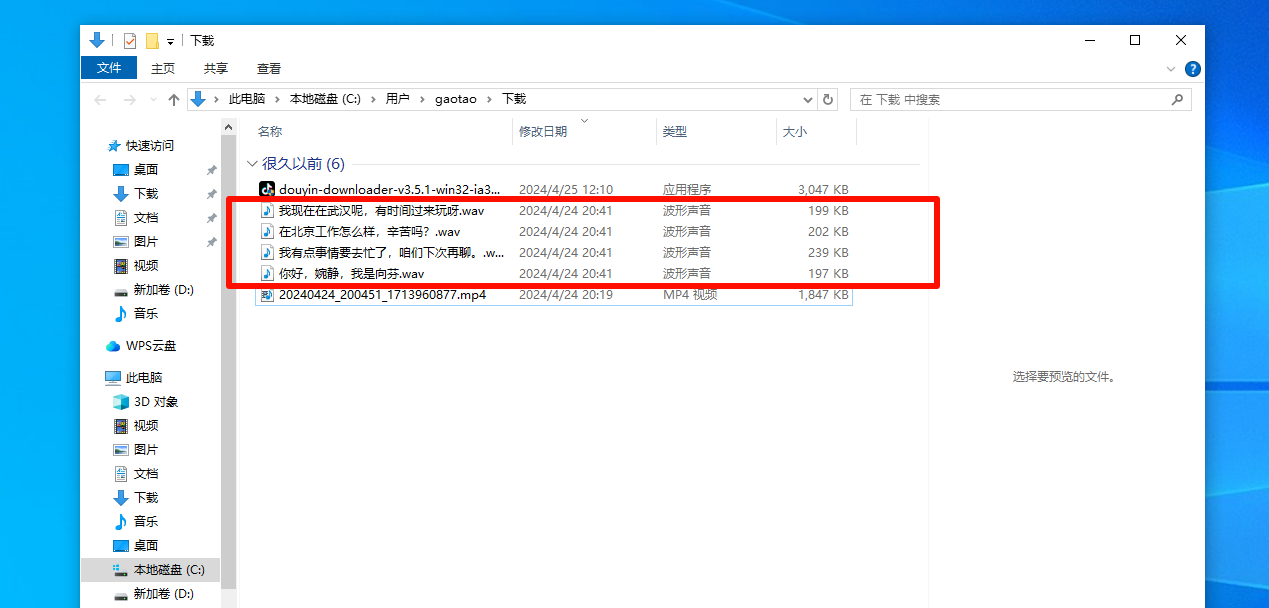 下载
文件 主页 共享 查看
此电脑 本地磁盘 (C:) 用户 gaotao 下载
在 下载 中搜索
快速访问
桌面
下载
文档
图片
视频
新加卷 (D:)
音乐
WPS云盘
此电脑
3D 对象
视频
图片
文档
下载
音乐
桌面
本地磁盘 (C:)
新加卷 (D:)
名称 修改日期 类型 大小
很久以前 (6)
douyin-downloader-v3.5.1-win32-ia3... 2024/4/25 12:10 应用程序 3,047 KB
我现在在武汉呢，有时间过来玩呀.wav 2024/4/24 20:41 波形声音 199 KB
在北京工作怎么样，辛苦吗？.wav 2024/4/24 20:41 波形声音 202 KB
我有点事情要去忙了，咱们下次再聊。.w... 2024/4/24 20:41 波形声音 239 KB
你好，婉静，我是向芬.wav 2024/4/24 20:41 波形声音 197 KB
20240424_200451_1713960877.mp4 2024/4/24 20:19 MP4 视频 1,847 KB
选择要预览的文件。